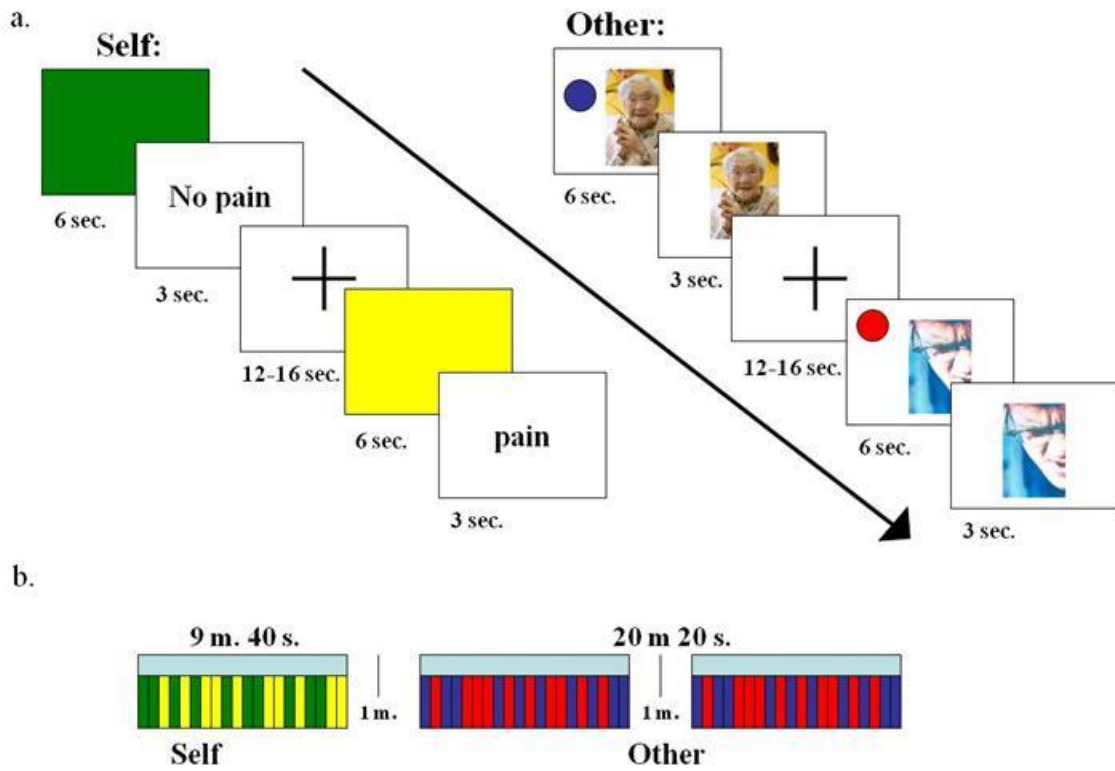 a.
Self:
Other:
No pain
6 sec.
3 sec.
12-16 sec.
6 sec.
pain
3 sec.
6 sec.
3 sec.
12-16 sec.
6 sec.
3 sec.
b.
9 m. 40 s.
20 m 20 s.
1 m.
1 m.
Self
Other